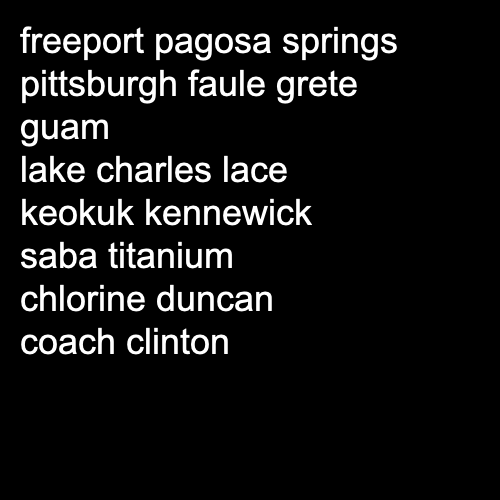 freeport pagosa springs
pittsburgh faule grete
guam
lake charles lace
keokuk kennewick
saba titanium
chlorine duncan
coach clinton